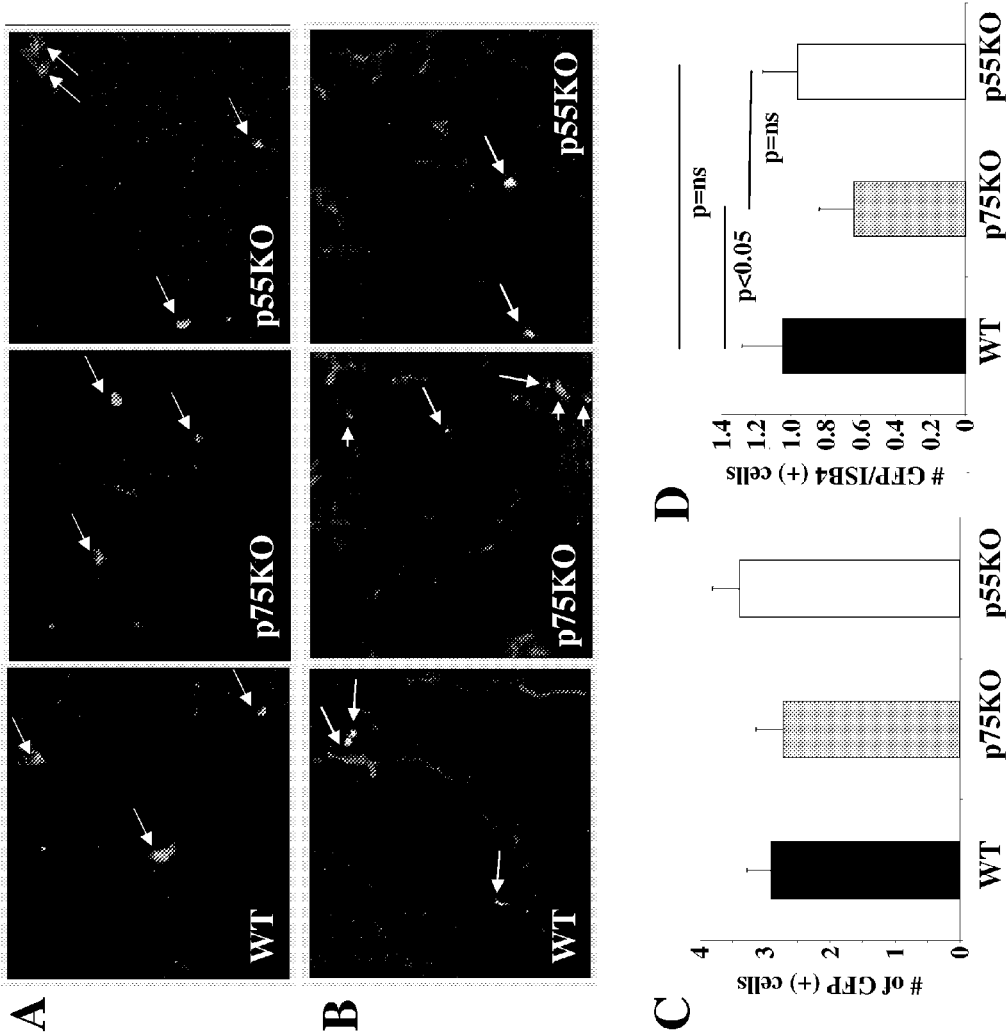 A
WT
p75KO
p55KO
B
WT
p75KO
p55KO
C
# of GFP (+) cells
4
3
2
1
0
WT
p75KO
p55KO
D
# GFP/ISB4 (+) cells
1.4
1.2
1.0
0.8
0.6
0.4
0.2
0
p=ns
p<0.05
p=ns
WT
p75KO
p55KO